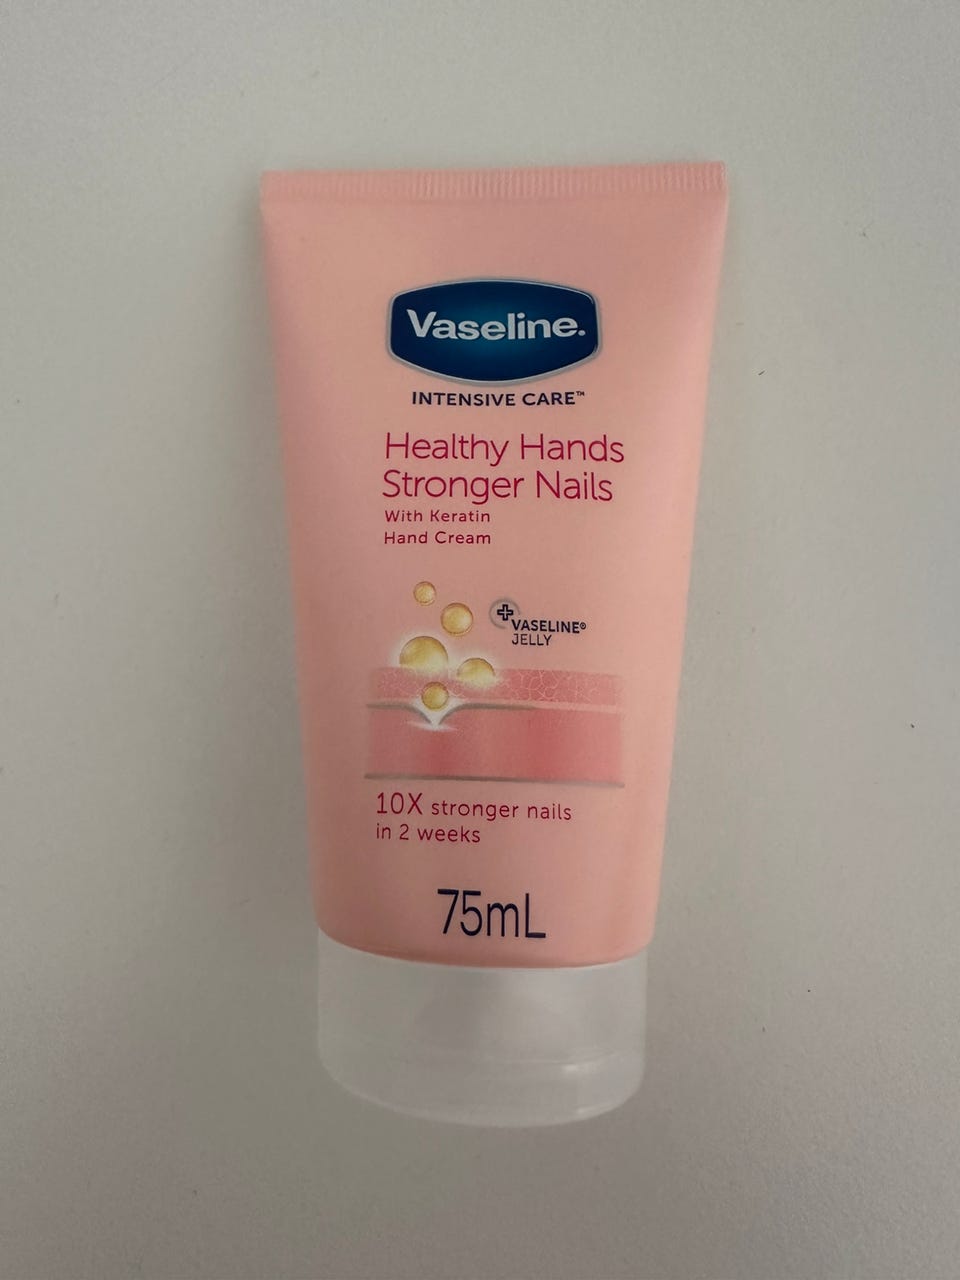 Vaseline.
INTENSIVE CARE™
Healthy Hands
Stronger Nails
With Keratin
Hand Cream
VASELINE®
JELLY
10X stronger nails
in 2 weeks
75mL